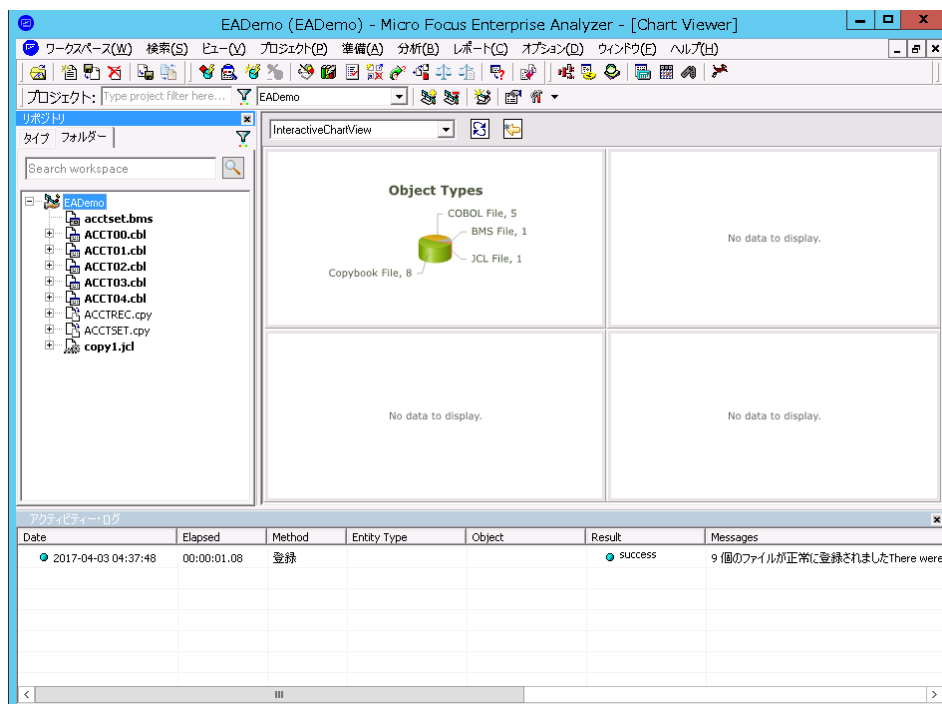 EADemo (EADemo) - Micro Focus Enterprise Analyzer - [Chart Viewer]
ワークスペース(W) 検索(S) ビュー(V) プロジェクト(P) 準備(A) 分析(B) レポート(C) オプション(D) ウィンドウ(E) ヘルプ(H)
プロジェクト: Type project filter here... EADemo
リポジトリ
タイプ フォルダー
InteractiveChartView
Search workspace
EADemo
acctset.bms
ACCT00.cbl
ACCT01.cbl
ACCT02.cbl
ACCT03.cbl
ACCT04.cbl
ACCTREC.cpy
ACCTSET.cpy
copy1.jcl
Object Types
COBOL File, 5
BMS File, 1
JCL File, 1
Copybook File, 8
No data to display.
No data to display.
No data to display.
アクティビティー・ログ
Date Elapsed Method Entity Type Object Result Messages
2017-04-03 04:37:48 00:00:01.08 登録 success 9 個のファイルが正常に登録されましたThere were